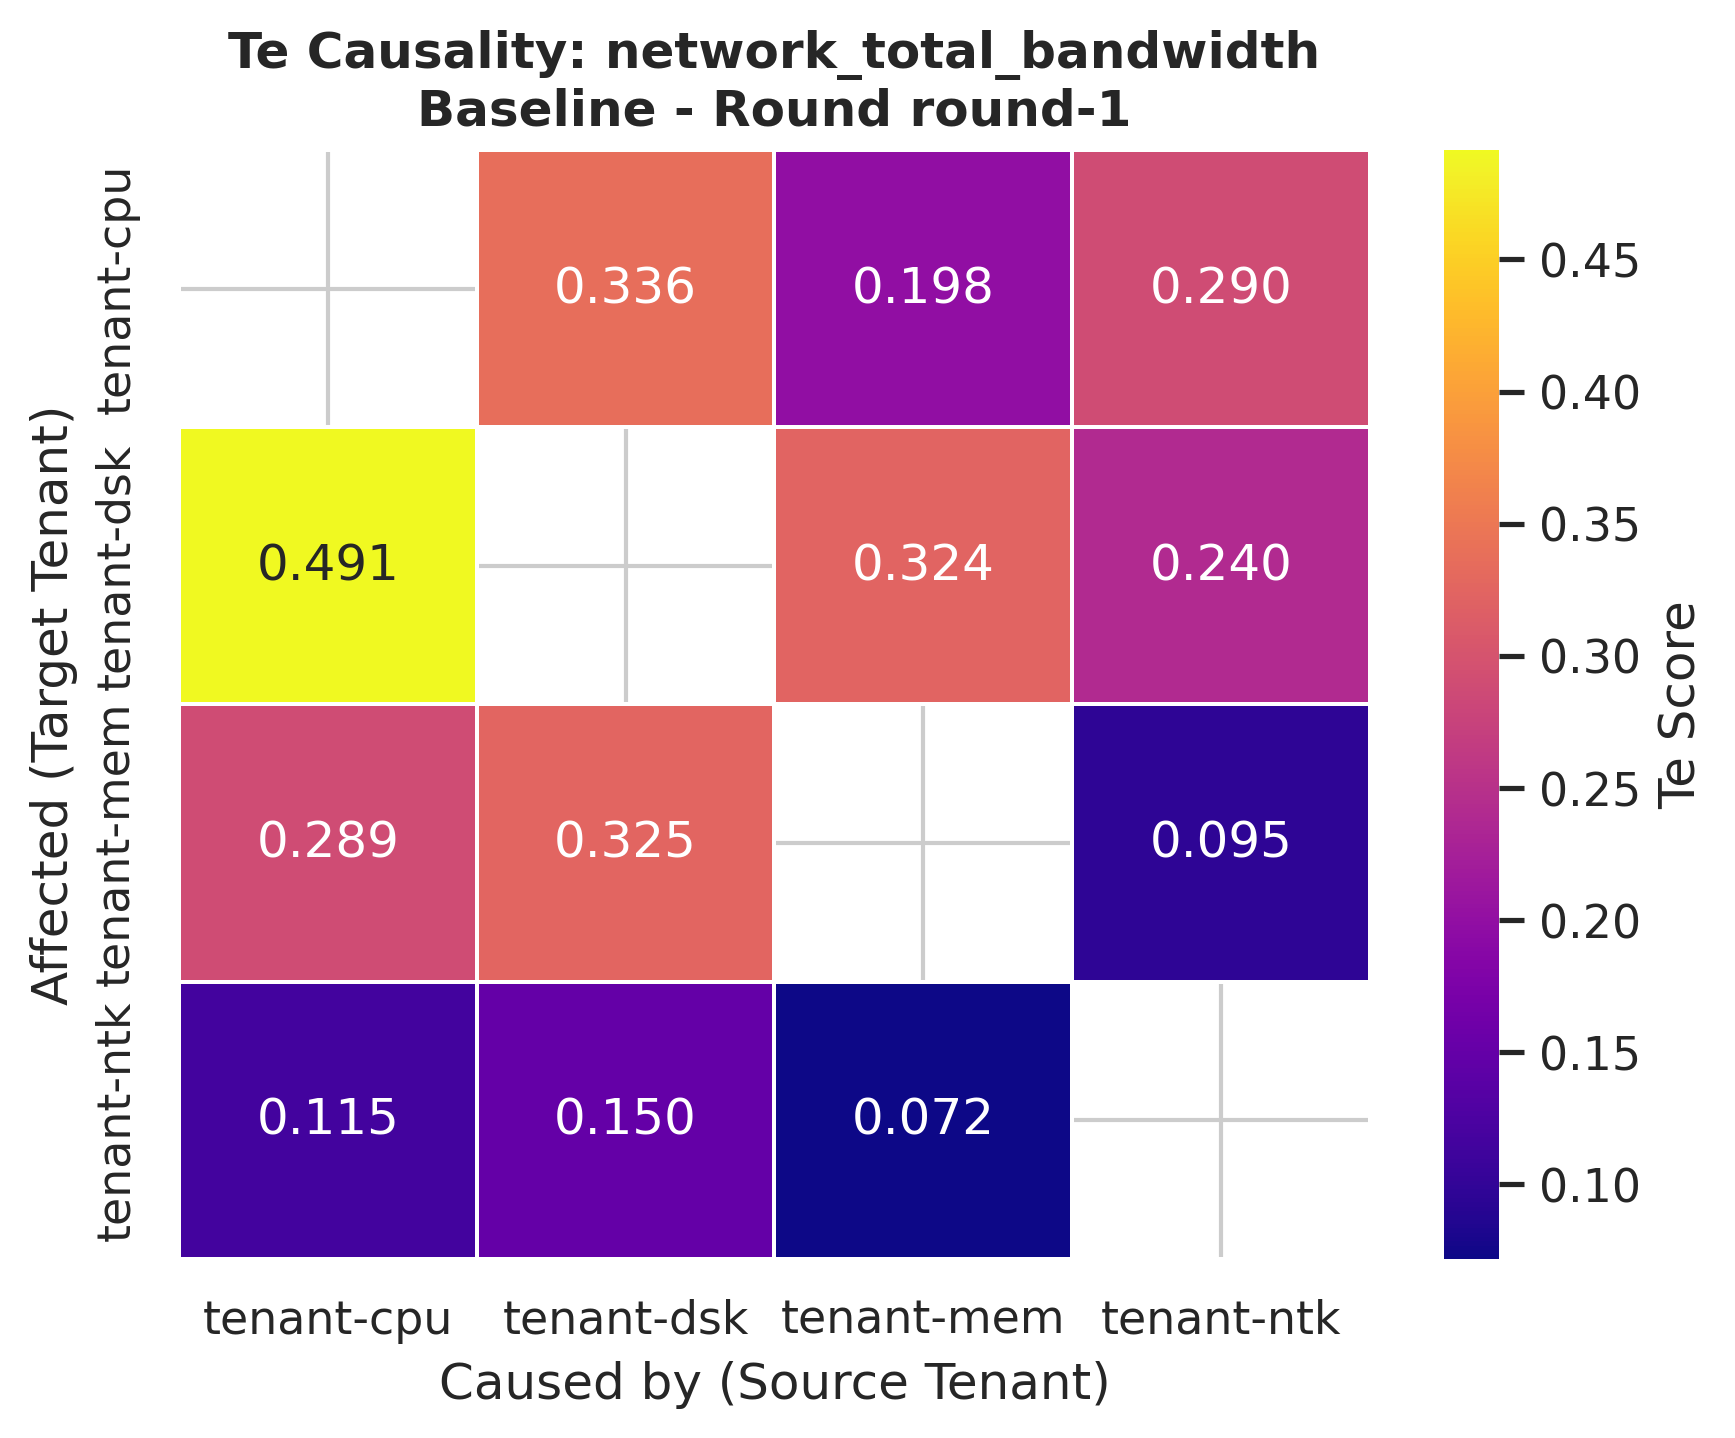 Te Causality: network_total_bandwidth
Baseline - Round round-1
Affected (Target Tenant)
tenant-cpu
0.336
0.198
0.290
tenant-dsk
0.491
0.324
0.240
tenant-mem
0.289
0.325
0.095
tenant-ntk
0.115
0.150
0.072
tenant-cpu
tenant-dsk
tenant-mem
tenant-ntk
Caused by (Source Tenant)
0.45
0.40
0.35
0.30
0.25
0.20
0.15
0.10
Te Score